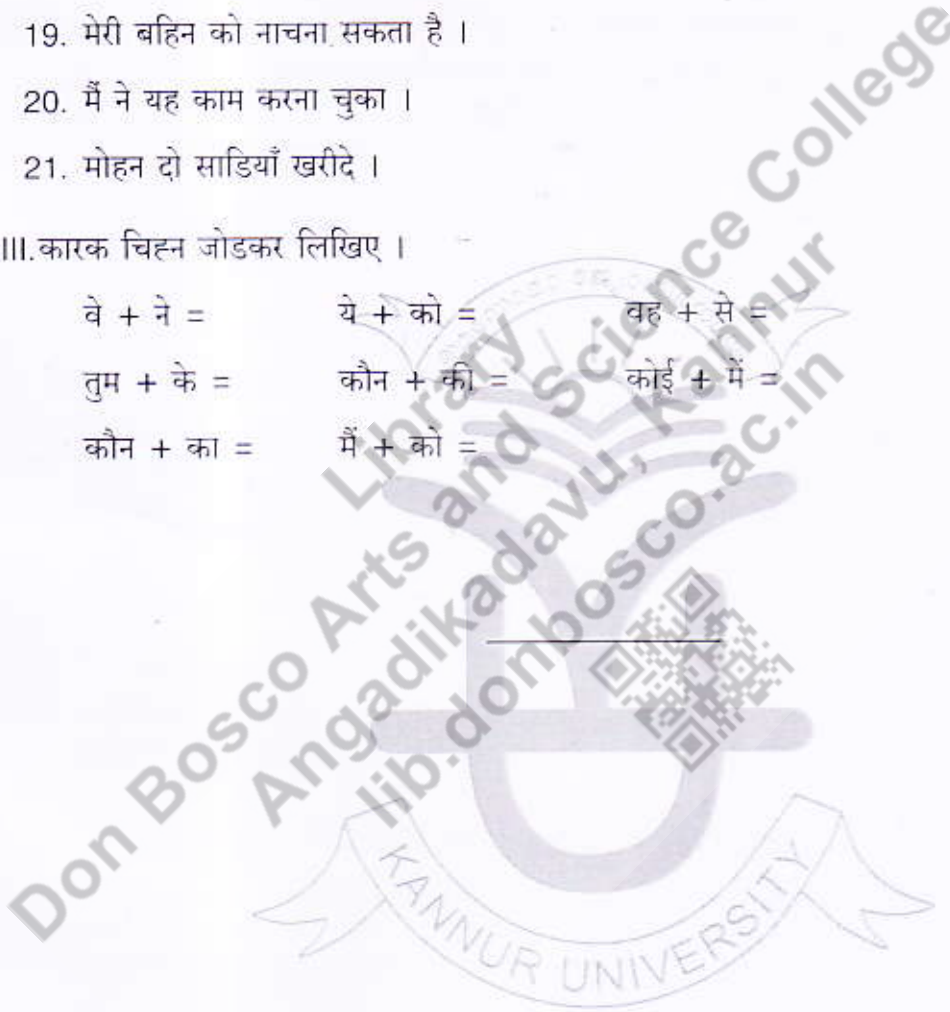 19. मेरी बहिन को नाचना सकता है ।
20. मैं ने यह काम करना चुका ।
21. मोहन दो साडियाँ खरीदे ।
III. कारक चिह्न जोडकर लिखिए ।
वे + ने = ये + को = वह + से =
तुम + के = कौन + की = कोई + में =
कौन + का = मैं + को =
Don Bosco Arts and Science College
Angadikadavu, Kannur
Library
lib.donbosco.ac.in
KANNUR UNIVERSITY